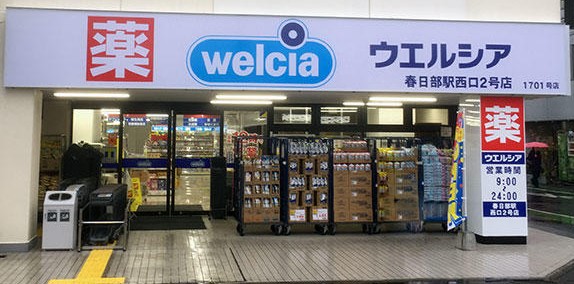 薬
welcia
ウエルシア
春日部駅西口2号店 1701号店
薬
ウエルシア
営業時間
9:00
〜
24:00
春日部駅
西口2号店
welcia